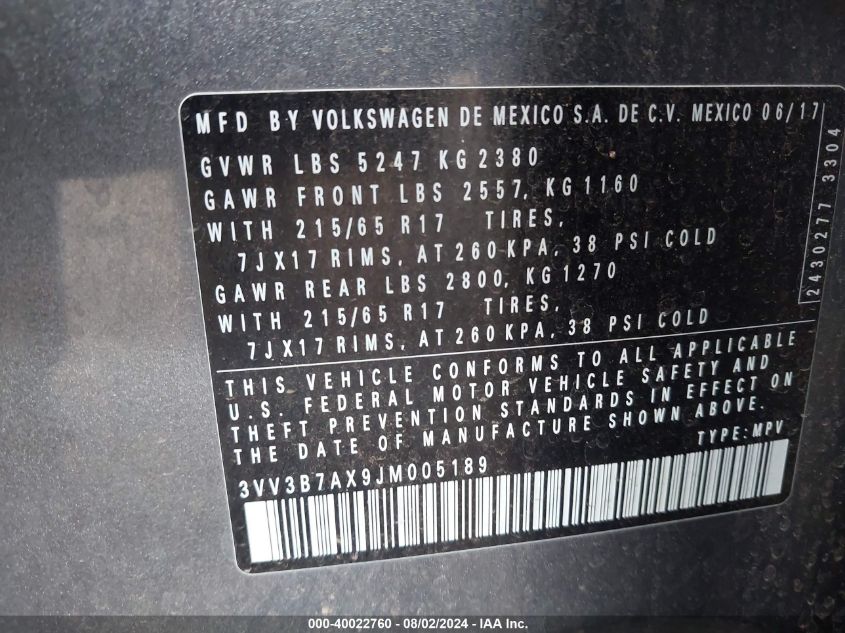 MFD BY VOLKSWAGEN DE MEXICO S.A. DE C.V. MEXICO 06/17
GVWR LBS 5247 KG 2380
GAWR FRONT LBS 2557, KG 1160
WITH 215/65 R17 TIRES,
7JX17 RIMS, AT 260 KPA, 38 PSI COLD
GAWR REAR LBS 2800, KG 1270
WITH 215/65 R17 TIRES,
7JX17 RIMS, AT 260 KPA, 38 PSI COLD
THIS VEHICLE CONFORMS TO ALL APPLICABLE
U.S. FEDERAL MOTOR VEHICLE SAFETY AND
THEFT PREVENTION STANDARDS IN EFFECT ON
THE DATE OF MANUFACTURE SHOWN ABOVE.
TYPE: MPV
3VV3B7AX9JM005189
2430277 3304
000-40022760 - 08/02/2024 - IAA Inc.